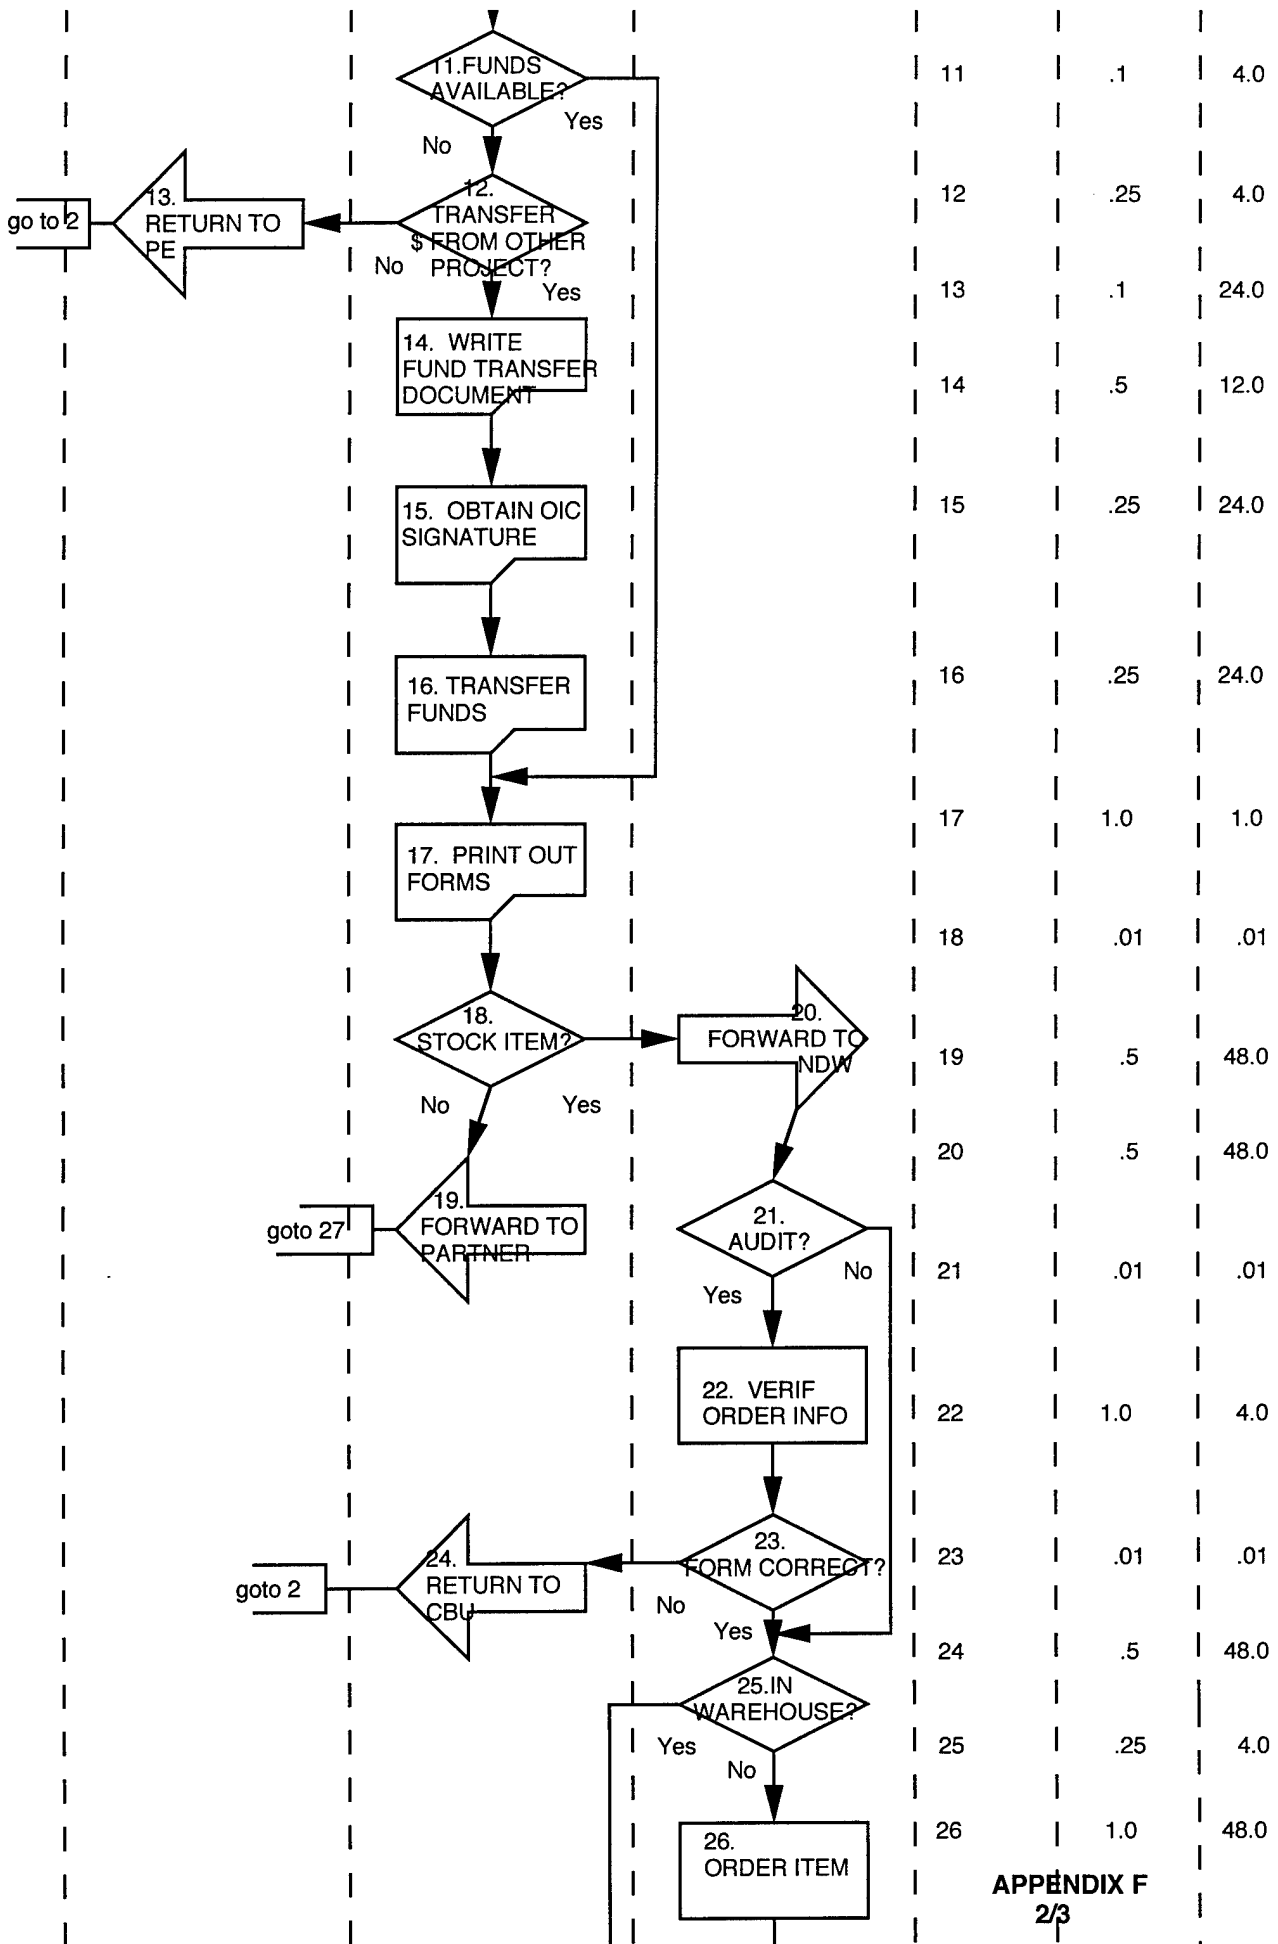 11.FUNDS
AVAILABLE?
Yes
No
11 .1 4.0
12.
TRANSFER
$ FROM OTHER
PROJECT?
No
Yes
13.
RETURN TO
PE
go to 2
12 .25 4.0
13 .1 24.0
14. WRITE
FUND TRANSFER
DOCUMENT
14 .5 12.0
15. OBTAIN OIC
SIGNATURE
15 .25 24.0
16. TRANSFER
FUNDS
16 .25 24.0
17. PRINT OUT
FORMS
17 1.0 1.0
18 .01 .01
18.
STOCK ITEM?
No
Yes
20.
FORWARD TO
NDW
19 .5 48.0
19.
FORWARD TO
PARTNER
goto 27
20 .5 48.0
21.
AUDIT?
No
Yes
21 .01 .01
22. VERIF
ORDER INFO
22 1.0 4.0
23.
FORM CORRECT?
No
Yes
23 .01 .01
24.
RETURN TO
CBU
goto 2
24 .5 48.0
25.IN
WAREHOUSE?
Yes
No
25 .25 4.0
26.
ORDER ITEM
26 1.0 48.0
APPENDIX F
2/3